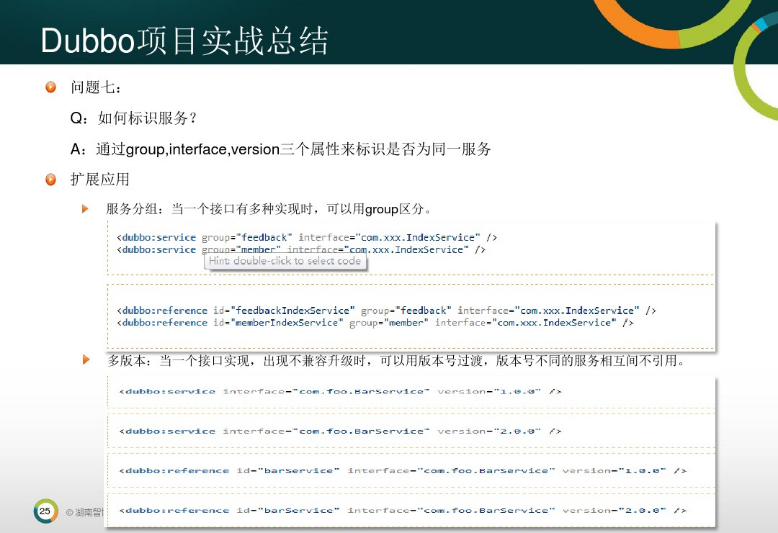 Dubbo项目实战总结
问题七：
Q：如何标识服务？
A：通过group,interface,version三个属性来标识是否为同一服务
扩展应用
服务分组：当一个接口有多种实现时，可以用group区分。
<dubbo:service group="feedback" interface="com.xxx.IndexService" />
<dubbo:service group="member" interface="com.xxx.IndexService" />
Hint: double-click to select code
<dubbo:reference id="feedbackIndexService" group="feedback" interface="com.xxx.IndexService" />
<dubbo:reference id="memberIndexService" group="member" interface="com.xxx.IndexService" />
多版本：当一个接口实现，出现不兼容升级时，可以用版本号过渡，版本号不同的服务相互间不引用。
<dubbo:service interface="com.foo.BarService" version="1.0.0" />
<dubbo:service interface="com.foo.BarService" version="2.0.0" />
<dubbo:reference id="barService" interface="com.foo.BarService" version="1.0.0" />
<dubbo:reference id="barService" interface="com.foo.BarService" version="2.0.0" />
25 © 湖南智